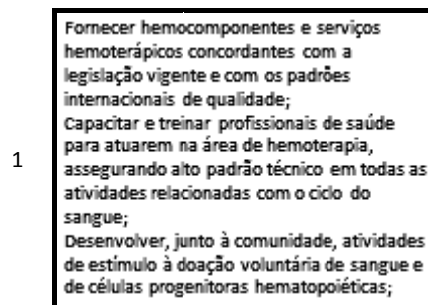 Fornecer hemocomponentes e serviços
hemoterápicos concordantes com a
legislação vigente e com os padrões
internacionais de qualidade;
Capacitar e treinar profissionais de saúde
para atuarem na área de hemoterapia,
1
assegurando alto padrão técnico em todas as
atividades relacionadas com o ciclo do
sangue;
Desenvolver, junto à comunidade, atividades
de estímulo à doação voluntária de sangue e
de células progenitoras hematopoiéticas;